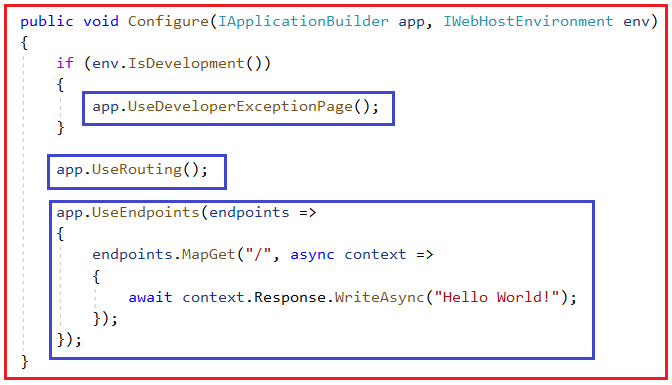 public void Configure(IApplicationBuilder app, IWebHostEnvironment env)
{
if (env.IsDevelopment())
{
app.UseDeveloperExceptionPage();
}
app.UseRouting();
app.UseEndpoints(endpoints =>
{
endpoints.MapGet("/", async context =>
{
await context.Response.WriteAsync("Hello World!");
});
});
}